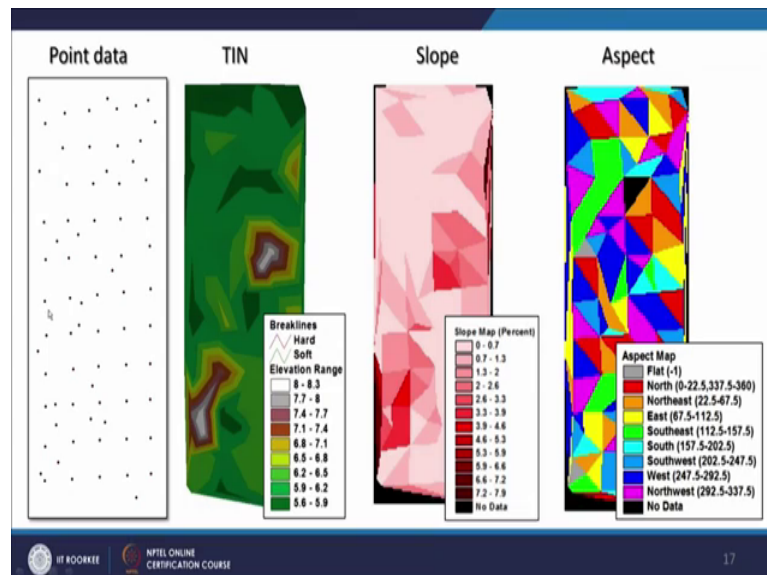 Point data
TIN
Slope
Aspect
Breaklines
Hard
Soft
Elevation Range
8 - 8.3
7.7 - 8
7.4 - 7.7
7.1 - 7.4
6.8 - 7.1
6.5 - 6.8
6.2 - 6.5
5.9 - 6.2
5.6 - 5.9
Slope Map (Percent)
0 - 0.7
0.7 - 1.3
1.3 - 2
2 - 2.6
2.6 - 3.3
3.3 - 3.9
3.9 - 4.6
4.6 - 5.3
5.3 - 5.9
5.9 - 6.6
6.6 - 7.2
7.2 - 7.9
No Data
Aspect Map
Flat (-1)
North (0-22.5,337.5-360)
Northeast (22.5-67.5)
East (67.5-112.5)
Southeast (112.5-157.5)
South (157.5-202.5)
Southwest (202.5-247.5)
West (247.5-292.5)
Northwest (292.5-337.5)
No Data
IIT ROORKEE
NPTEL ONLINE
CERTIFICATION COURSE
17